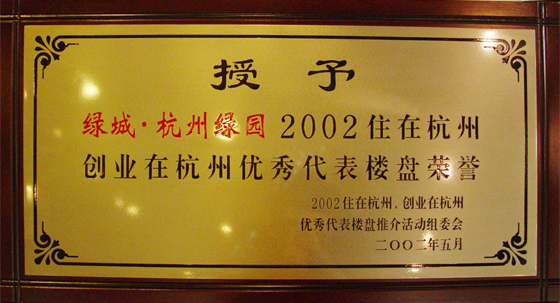 授予
绿城·杭州绿园 2002住在杭州
创业在杭州优秀代表楼盘荣誉
2002住在杭州、创业在杭州
优秀代表楼盘推介活动组委会
二〇〇二年五月